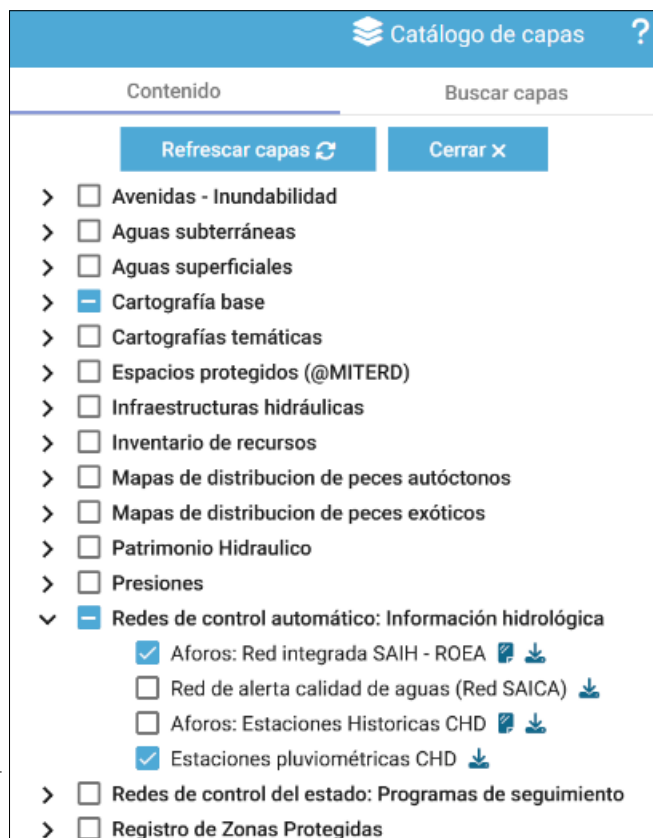 Catálogo de capas ?
Contenido Buscar capas
Refrescar capas Cerrar
Avenidas - Inundabilidad
Aguas subterráneas
Aguas superficiales
Cartografía base
Cartografías temáticas
Espacios protegidos (@MITERD)
Infraestructuras hidráulicas
Inventario de recursos
Mapas de distribucion de peces autóctonos
Mapas de distribucion de peces exóticos
Patrimonio Hidraulico
Presiones
Redes de control automático: Información hidrológica
Aforos: Red integrada SAIH - ROEA
Red de alerta calidad de aguas (Red SAICA)
Aforos: Estaciones Historicas CHD
Estaciones pluviométricas CHD
Redes de control del estado: Programas de seguimiento
Registro de Zonas Protegidas